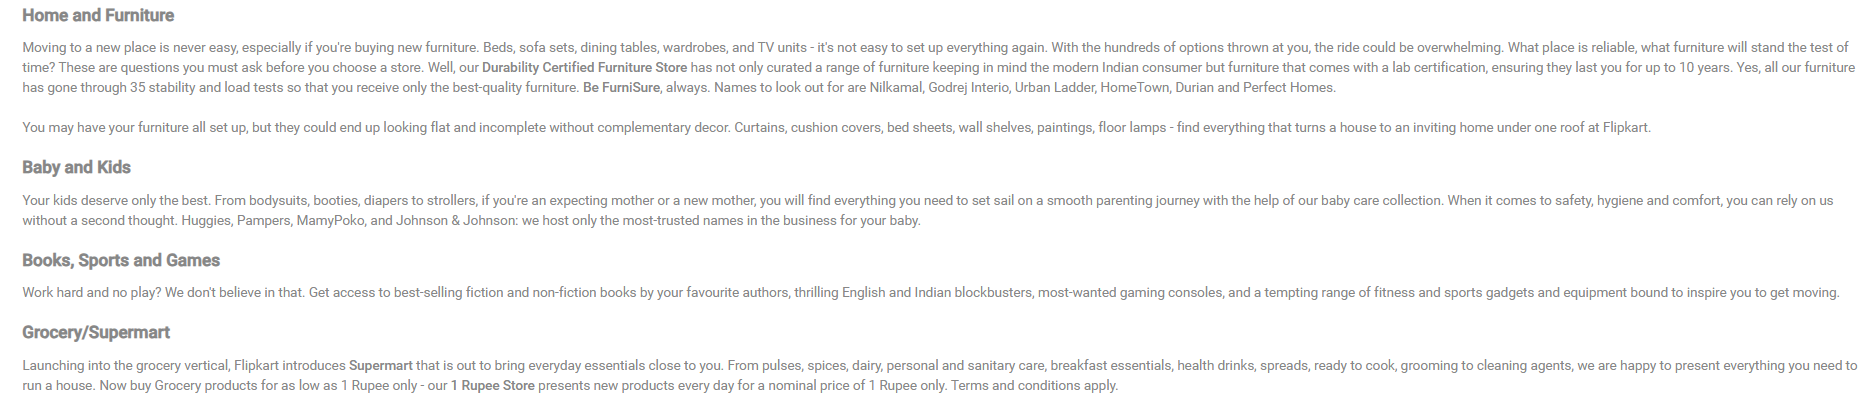 Home and Furniture
Moving to a new place is never easy, especially if you're buying new furniture. Beds, sofa sets, dining tables, wardrobes, and TV units - it's not easy to set up everything again. With the hundreds of options thrown at you, the ride could be overwhelming. What place is reliable, what furniture will stand the test of
time? These are questions you must ask before you choose a store. Well, our Durability Certified Furniture Store has not only curated a range of furniture keeping in mind the modern Indian consumer but furniture that comes with a lab certification, ensuring they last you for up to 10 years. Yes, all our furniture
has gone through 35 stability and load tests so that you receive only the best-quality furniture. Be FurniSure, always. Names to look out for are Nilkamal, Godrej Interio, Urban Ladder, HomeTown, Durian and Perfect Homes.
You may have your furniture all set up, but they could end up looking flat and incomplete without complementary decor. Curtains, cushion covers, bed sheets, wall shelves, paintings, floor lamps - find everything that turns a house to an inviting home under one roof at Flipkart.
Baby and Kids
Your kids deserve only the best. From bodysuits, booties, diapers to strollers, if you're an expecting mother or a new mother, you will find everything you need to set sail on a smooth parenting journey with the help of our baby care collection. When it comes to safety, hygiene and comfort, you can rely on us
without a second thought. Huggies, Pampers, MamyPoko, and Johnson & Johnson: we host only the most-trusted names in the business for your baby.
Books, Sports and Games
Work hard and no play? We don't believe in that. Get access to best-selling fiction and non-fiction books by your favourite authors, thrilling English and Indian blockbusters, most-wanted gaming consoles, and a tempting range of fitness and sports gadgets and equipment bound to inspire you to get moving.
Grocery/Supermart
Launching into the grocery vertical, Flipkart introduces Supermart that is out to bring everyday essentials close to you. From pulses, spices, dairy, personal and sanitary care, breakfast essentials, health drinks, spreads, ready to cook, grooming to cleaning agents, we are happy to present everything you need to
run a house. Now buy Grocery products for as low as 1 Rupee only - our 1 Rupee Store presents new products every day for a nominal price of 1 Rupee only. Terms and conditions apply.